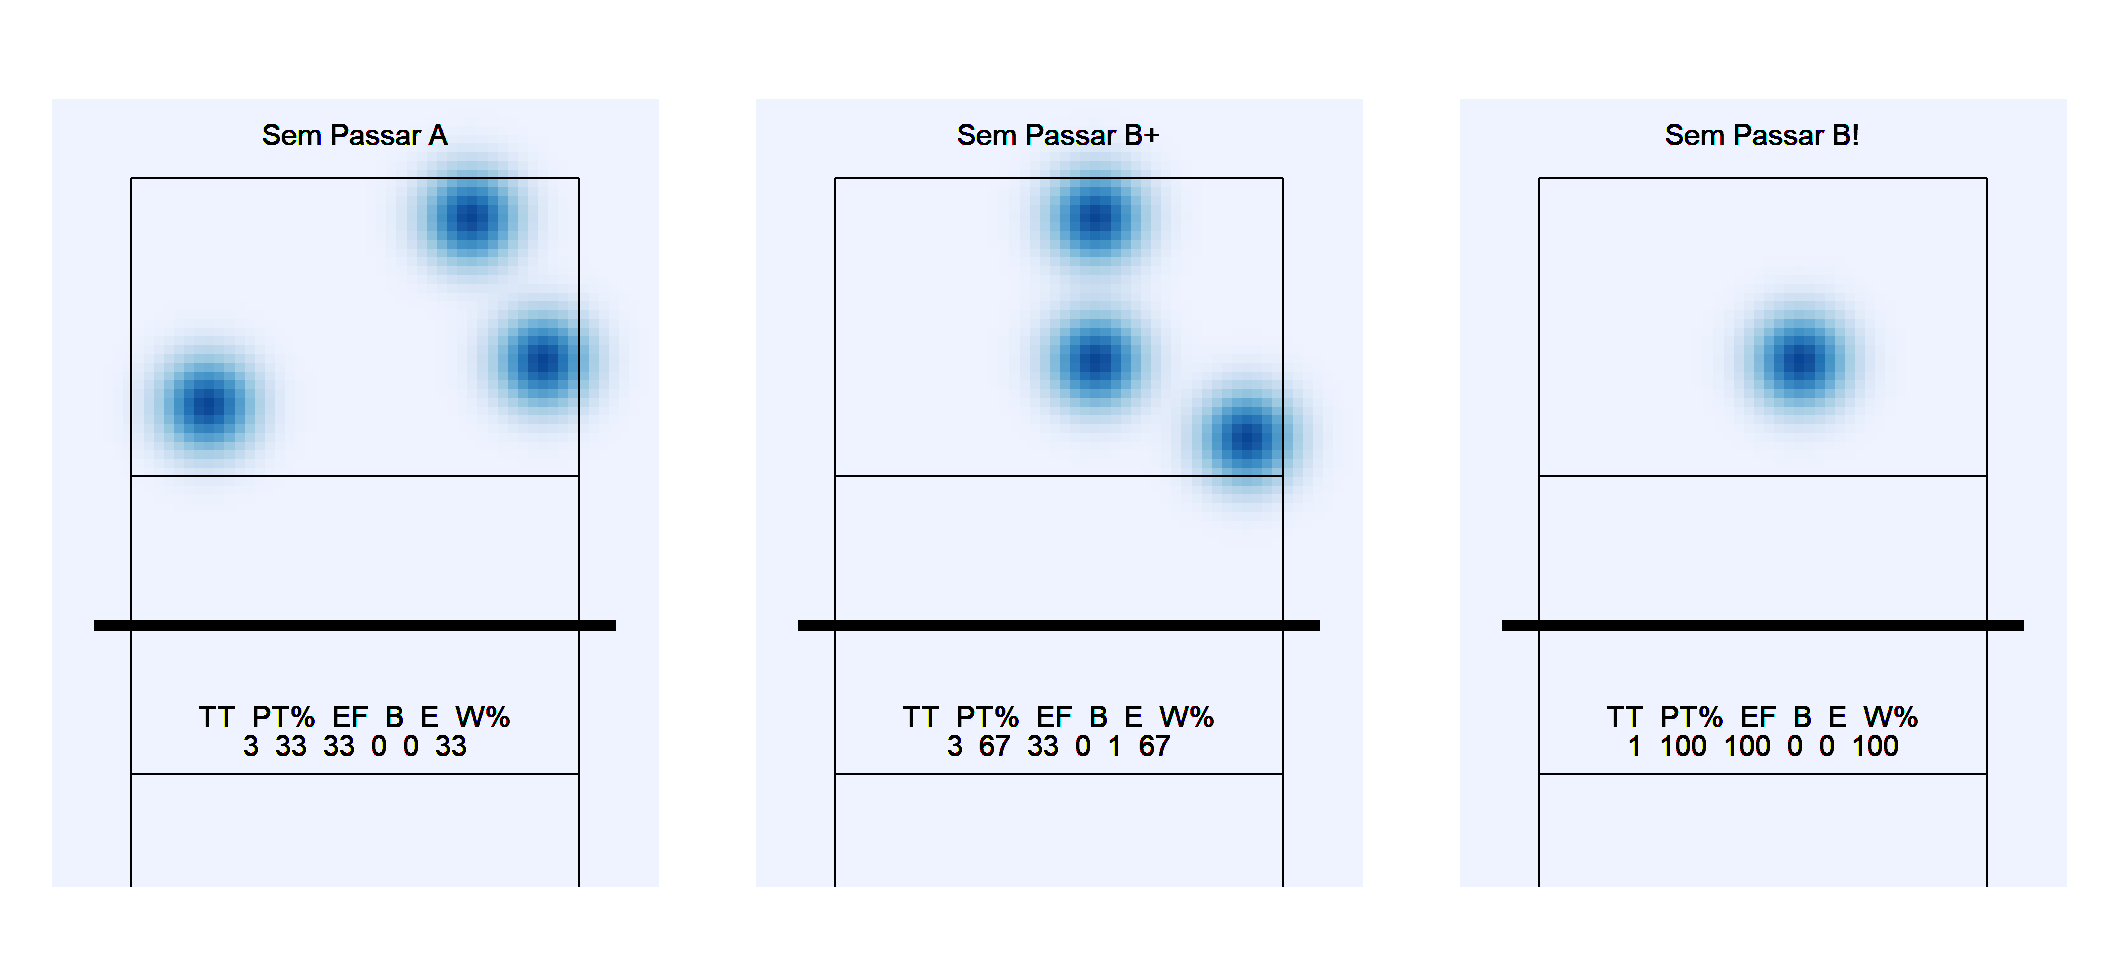 Sem Passar A
TT PT% EF B E W%
3 33 33 0 0 33
Sem Passar B+
TT PT% EF B E W%
3 67 33 0 1 67
Sem Passar B!
TT PT% EF B E W%
1 100 100 0 0 100